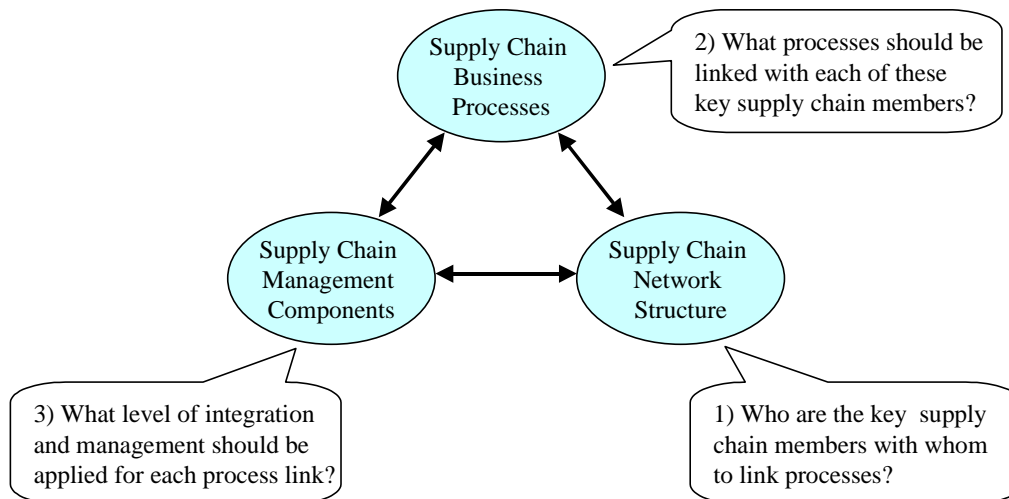 Supply Chain
Business
Processes
2) What processes should be
linked with each of these
key supply chain members?
Supply Chain
Management
Components
Supply Chain
Network
Structure
3) What level of integration
and management should be
applied for each process link?
1) Who are the key supply
chain members with whom
to link processes?